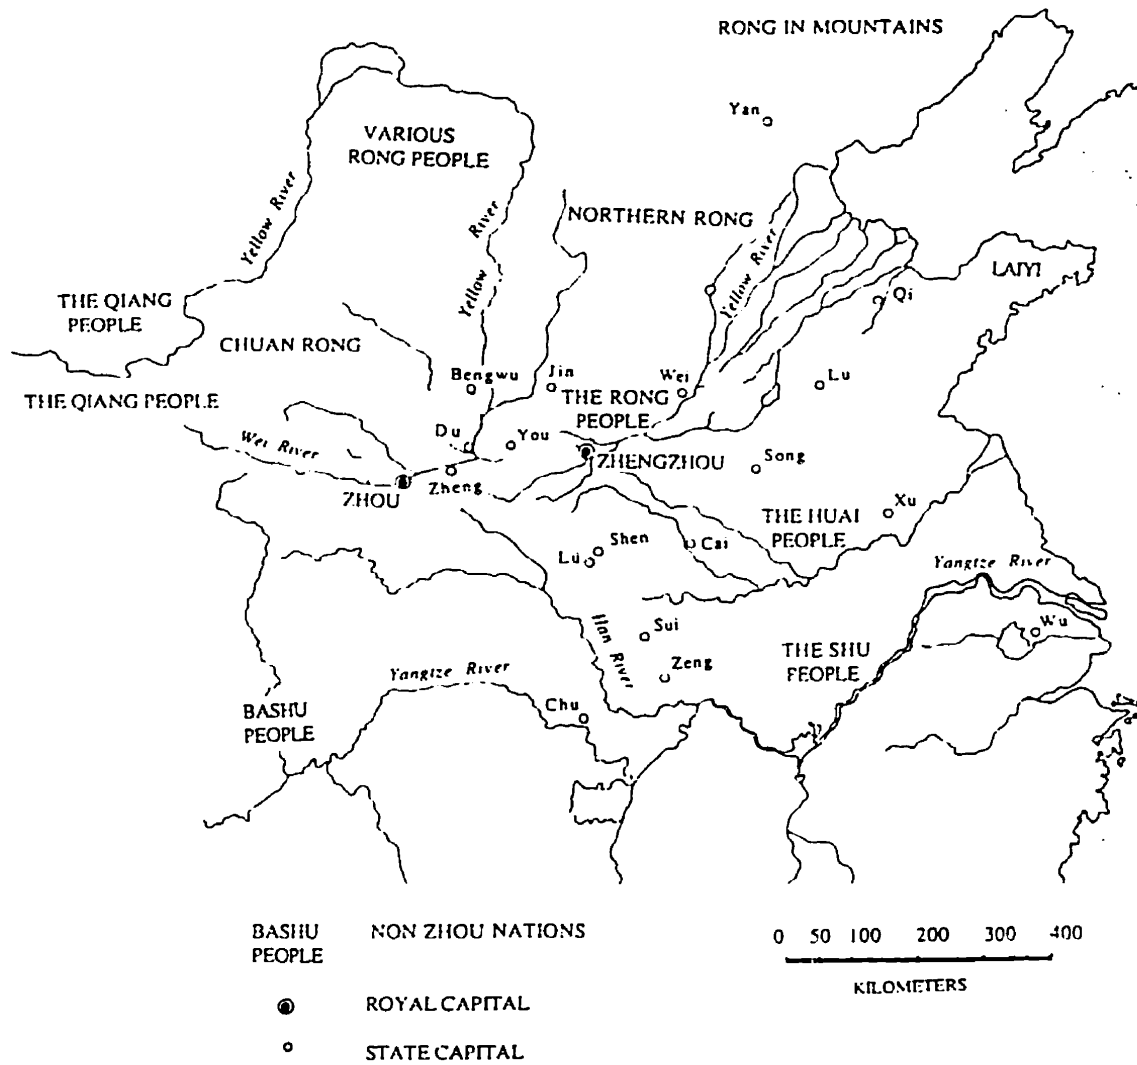 RONG IN MOUNTAINS
Yan
VARIOUS
RONG PEOPLE
Yellow River
River
Yellow
NORTHERN RONG
Yellow River
LAIYI
THE QIANG
PEOPLE
Qi
CHUAN RONG
Bengwu
Jin
Wei
Lu
THE QIANG PEOPLE
THE RONG
PEOPLE
Wei River
Du
You
ZHENGZHOU
Song
ZHOU
Zheng
Xu
THE HUAI
PEOPLE
Shen
Lu
Cai
Yangtze River
Han River
Sui
Wu
Zeng
THE SHU
PEOPLE
Yangtze River
Chu
BASHU
PEOPLE
BASHU
PEOPLE
NON ZHOU NATIONS
0 50 100 200 300 400
KILOMETERS
ROYAL CAPITAL
STATE CAPITAL